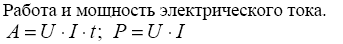 Работа и мощность электрического тока.
A = U · I · t;  P = U · I